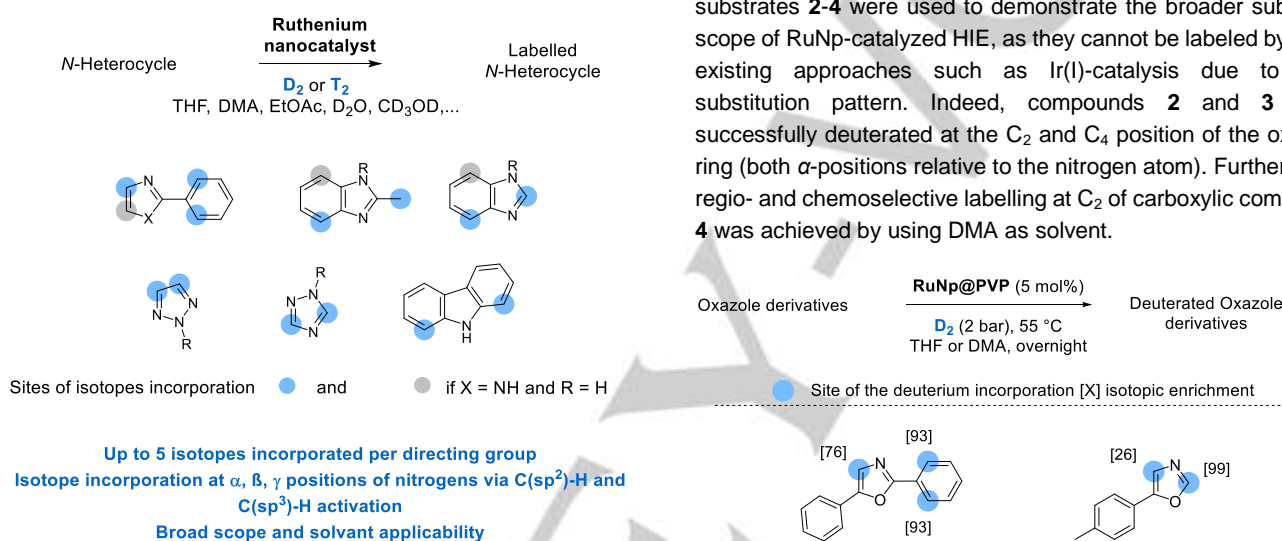 Ruthenium
nanocatalyst
N-Heterocycle
Labelled
N-Heterocycle
D2 or T2
THF, DMA, EtOAc, D2O, CD3OD,...
N
X
R
N
N
R
N
N
N
N
N
R
R
N
N
N
N
H
Sites of isotopes incorporation and if X = NH and R = H
Up to 5 isotopes incorporated per directing group
Isotope incorporation at α, ß, γ positions of nitrogens via C(sp2)-H and
C(sp3)-H activation
Broad scope and solvant applicability
substrates 2-4 were used to demonstrate the broader sub
scope of RuNp-catalyzed HIE, as they cannot be labeled by
existing approaches such as Ir(I)-catalysis due to
substitution pattern. Indeed, compounds 2 and 3
successfully deuterated at the C2 and C4 position of the ox
ring (both α-positions relative to the nitrogen atom). Further
regio- and chemoselective labelling at C2 of carboxylic com
4 was achieved by using DMA as solvent.
Oxazole derivatives
RuNp@PVP (5 mol%)
D2 (2 bar), 55 °C
THF or DMA, overnight
Deuterated Oxazole
derivatives
Site of the deuterium incorporation [X] isotopic enrichment
[76]
[93]
N
O
[93]
[26]
N
[99]
O